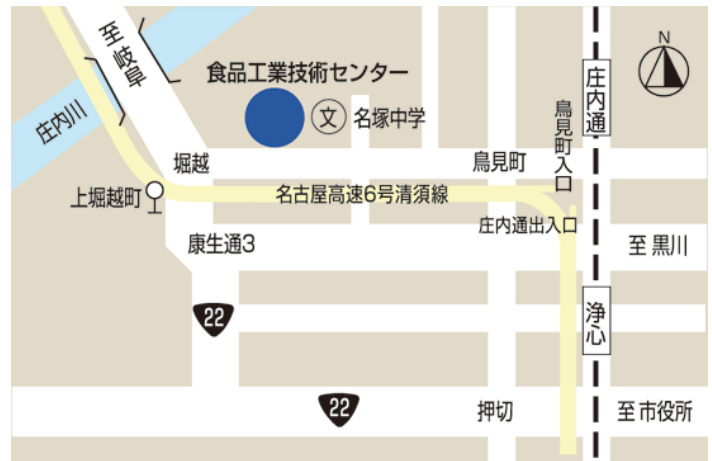 至岐阜
食品工業技術センター
N
庄内通
庄内川
文
名塚中学
鳥見町入口
堀越
鳥見町
上堀越町
名古屋高速6号清須線
庄内通出入口
康生通3
至 黒川
22
浄心
22
押切
至 市役所